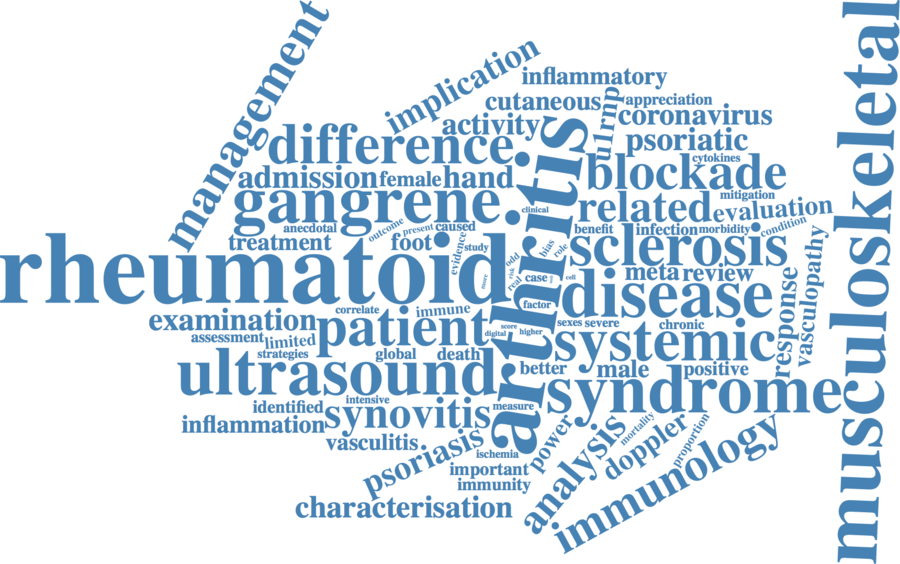 management
implication
inflammatory
cutaneous
appreciation
u1rnp
coronavirus
activity
difference
psoriatic
cytokines
arthritis
admission
female
hand
blockade
mitigation
gangrene.
clinical
related
evaluation
anecdotal
outcome
present
caused
benefit
infection
morbidity
condition
treatment
foot
evidence
study
bias
role
sclerosis
vasculopathy
musculoskeletal
rheumatoid
odd
risk
real
more
case
cell
meta
review
disease
response
correlate
immune
factor
examination
patient
score
digital
higher
sexes
severe
chronic
assessment
limited
strategies
global
death
systemic
ultrasound
better
male
positive
identified
intensive
synovitis
measure
syndrome
inflammation
vasculitis
psoriasis
ischemia
power
analysis
mortality
doppler
proportion
immunology
important
immunity
characterisation